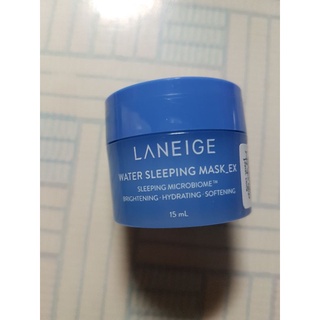 LANEIGE
WATER SLEEPING MASK_EX
SLEEPING MICROBIOME™
BRIGHTENING · HYDRATING · SOFTENING
15 mL